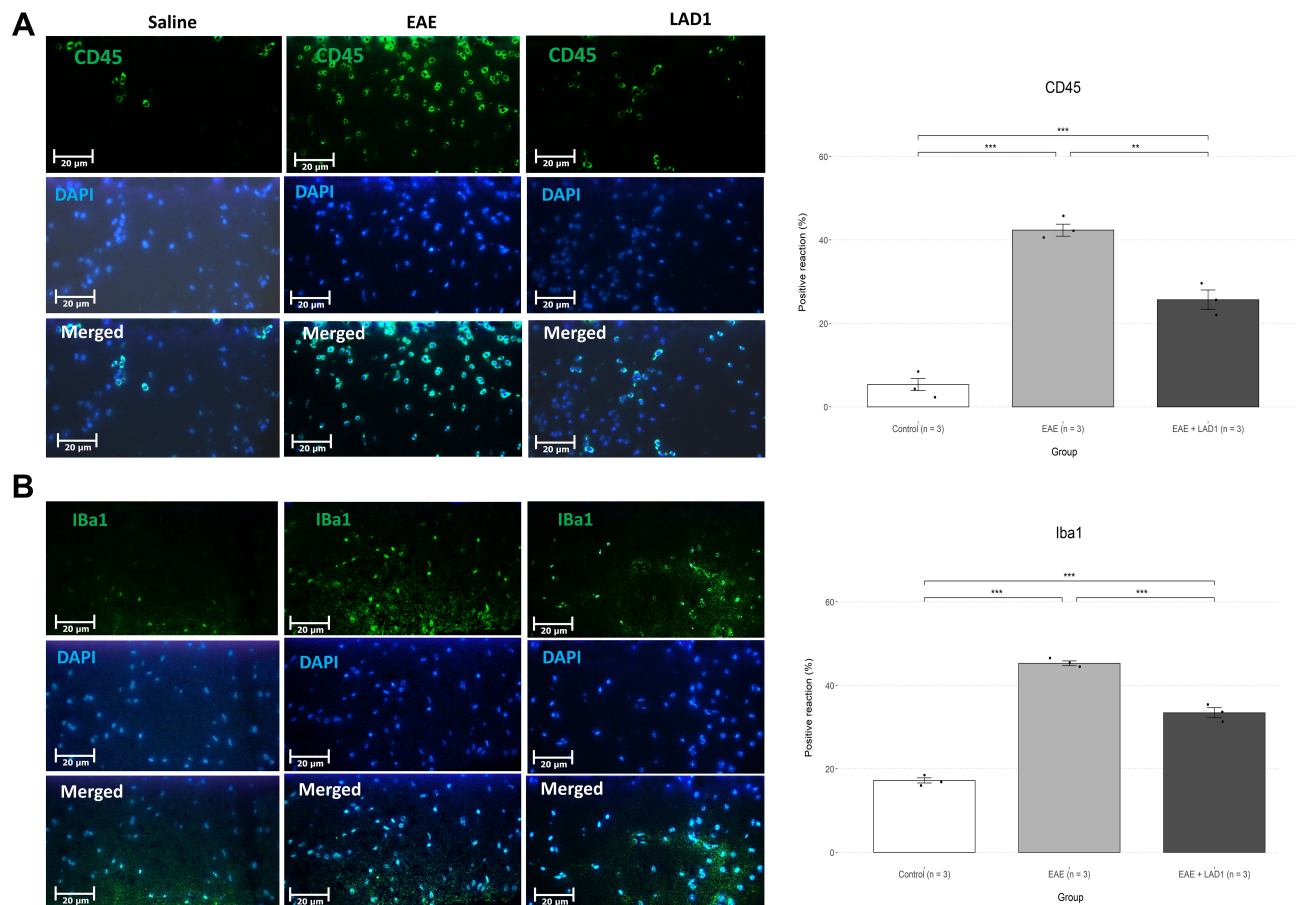 A
Saline
EAE
LAD1
CD45
CD45
CD45
20 µm
20 µm
20 µm
DAPI
DAPI
DAPI
20 µm
20 µm
20 µm
Merged
Merged
Merged
20 µm
20 µm
20 µm
CD45
***
***
**
60
40
20
0
Positive reaction (%)
Control (n = 3)
EAE (n = 3)
EAE + LAD1 (n = 3)
Group
B
IBa1
IBa1
IBa1
20 µm
20 µm
20 µm
DAPI
DAPI
DAPI
20 µm
20 µm
20 µm
Merged
Merged
Merged
20 µm
20 µm
20 µm
Iba1
***
***
***
60
40
20
0
Positive reaction (%)
Control (n = 3)
EAE (n = 3)
EAE + LAD1 (n = 3)
Group